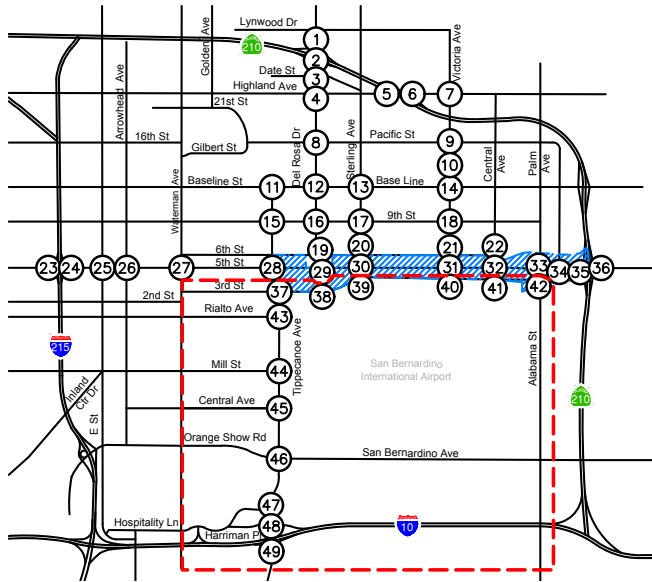 Lynwood Dr
210
Golden Ave
Arrowhead Ave
Victoria Ave
1
2
Date St
3
Highland Ave
4
5
6
7
21st St
16th St
Gilbert St
Del Rosa Dr
Sterling Ave
8
Pacific St
9
10
Central
Ave
Palm
Ave
Waterman Ave
Baseline St
11
12
13
Base Line
14
15
16
17
18
9th St
6th St
19
20
21
22
5th St
23
24
25
26
27
28
29
30
31
32
33
34
35
36
3rd St
2nd St
37
38
39
40
41
42
Rialto Ave
43
Tippecanoe Ave
215
Mill St
44
San Bernardino
International Airport
Alabama St
Inland
Ctr Dr
E St
Central Ave
45
210
Orange Show Rd
46
San Bernardino Ave
47
Hospitality Ln
48
Harriman P
10
49